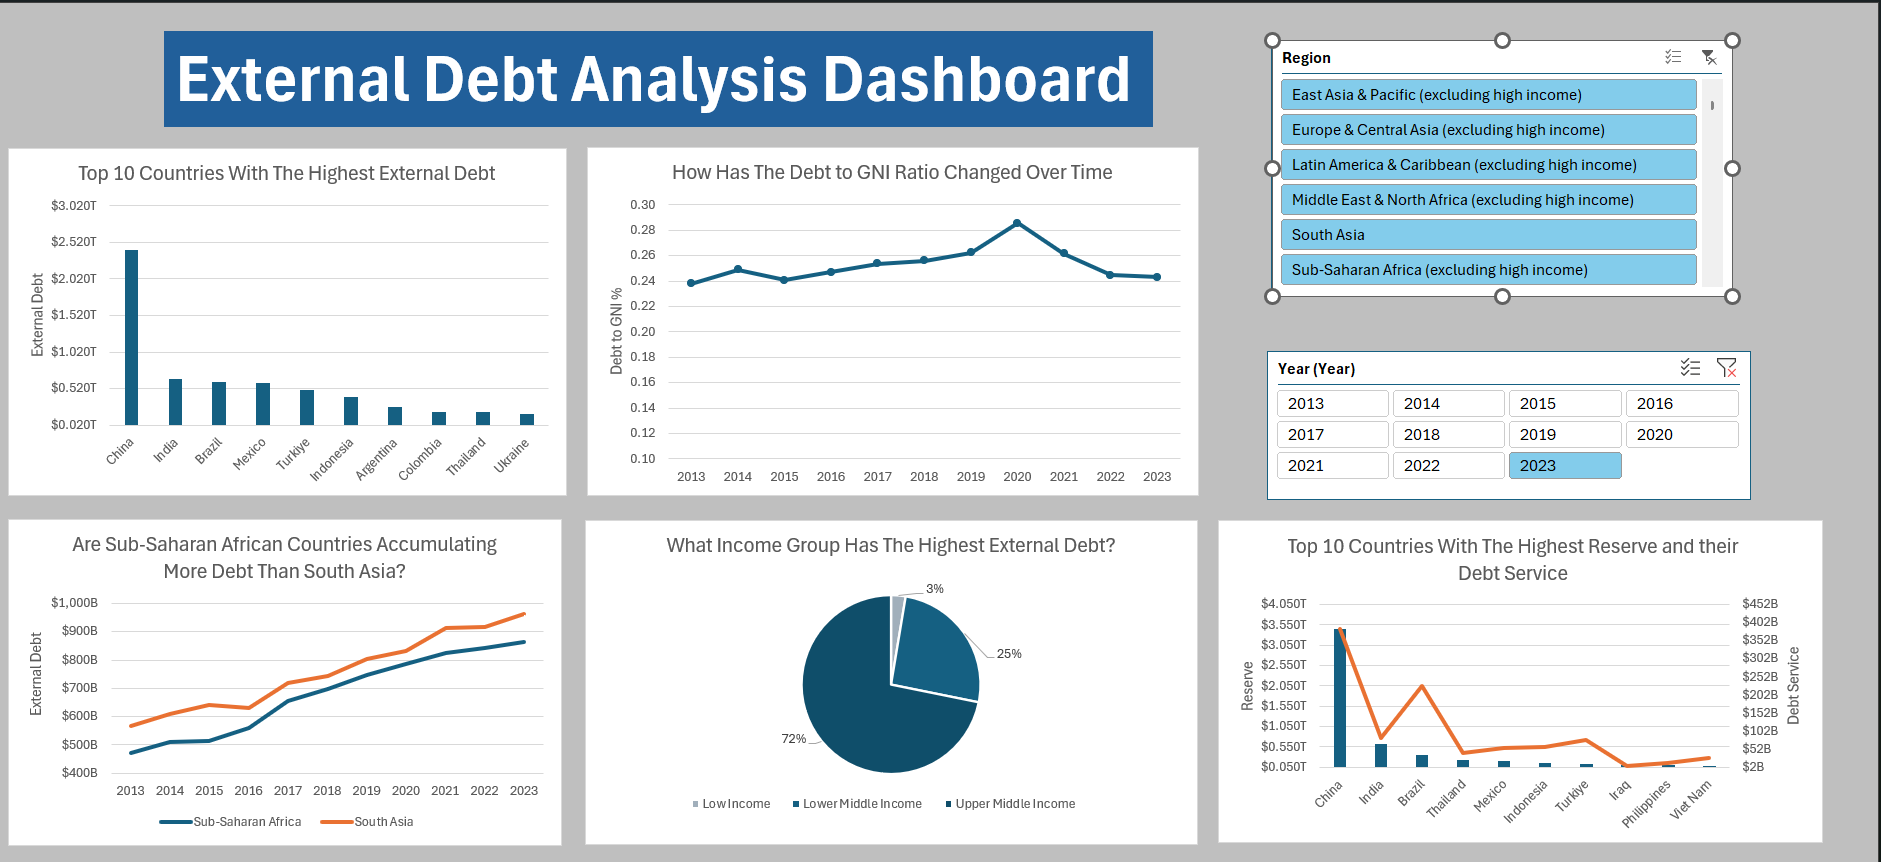 External Debt Analysis Dashboard
Region
East Asia & Pacific (excluding high income)
Europe & Central Asia (excluding high income)
Latin America & Caribbean (excluding high income)
Middle East & North Africa (excluding high income)
South Asia
Sub-Saharan Africa (excluding high income)
Top 10 Countries With The Highest External Debt
External Debt
$3.020T
$2.520T
$2.020T
$1.520T
$1.020T
$0.520T
$0.020T
China India Brazil Mexico Turkiye Indonesia Argentina Colombia Thailand Ukraine
How Has The Debt to GNI Ratio Changed Over Time
Debt to GNI %
0.30
0.28
0.26
0.24
0.22
0.20
0.18
0.16
0.14
0.12
0.10
2013 2014 2015 2016 2017 2018 2019 2020 2021 2022 2023
Year (Year)
2013 2014 2015 2016
2017 2018 2019 2020
2021 2022 2023
Are Sub-Saharan African Countries Accumulating
More Debt Than South Asia?
External Debt
$1,000B
$900B
$800B
$700B
$600B
$500B
$400B
2013 2014 2015 2016 2017 2018 2019 2020 2021 2022 2023
Sub-Saharan Africa South Asia
What Income Group Has The Highest External Debt?
3%
25%
72%
Low Income Lower Middle Income Upper Middle Income
Top 10 Countries With The Highest Reserve and their
Debt Service
Reserve
$4.050T
$3.550T
$3.050T
$2.550T
$2.050T
$1.550T
$1.050T
$0.550T
$0.050T
$452B
$402B
$352B
$302B
$252B
$202B
$152B
$102B
$52B
$2B
Debt Service
China India Brazil Thailand Mexico Indonesia Turkiye Iraq Philippines Viet Nam